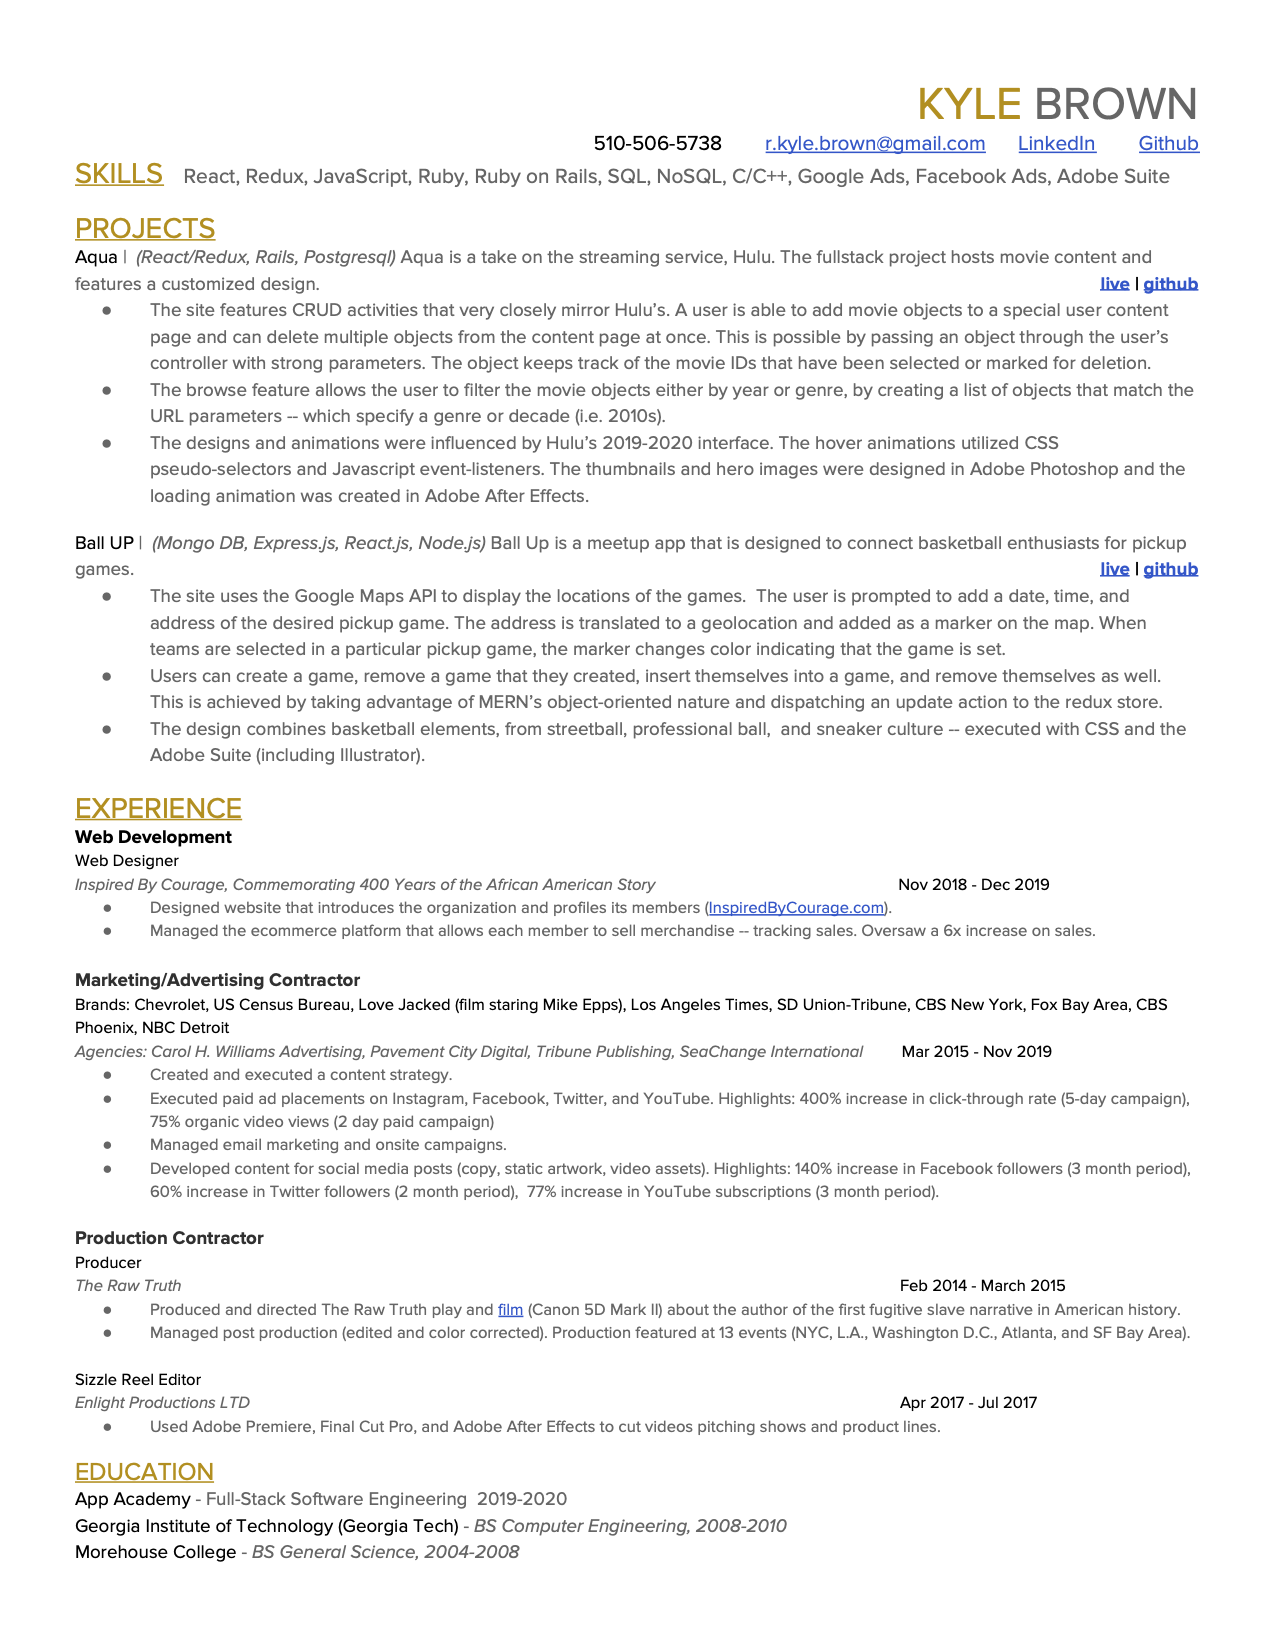 KYLE BROWN
510-506-5738 r.kyle.brown@gmail.com LinkedIn Github
SKILLS React, Redux, JavaScript, Ruby, Ruby on Rails, SQL, NoSQL, C/C++, Google Ads, Facebook Ads, Adobe Suite
PROJECTS
Aqua | (React/Redux, Rails, Postgresql) Aqua is a take on the streaming service, Hulu. The fullstack project hosts movie content and
features a customized design. live | github
● The site features CRUD activities that very closely mirror Hulu's. A user is able to add movie objects to a special user content
page and can delete multiple objects from the content page at once. This is possible by passing an object through the user's
controller with strong parameters. The object keeps track of the movie IDs that have been selected or marked for deletion.
● The browse feature allows the user to filter the movie objects either by year or genre, by creating a list of objects that match the
URL parameters -- which specify a genre or decade (i.e. 2010s).
● The designs and animations were influenced by Hulu's 2019-2020 interface. The hover animations utilized CSS
pseudo-selectors and Javascript event-listeners. The thumbnails and hero images were designed in Adobe Photoshop and the
loading animation was created in Adobe After Effects.
Ball UP | (Mongo DB, Express.js, React.js, Node.js) Ball Up is a meetup app that is designed to connect basketball enthusiasts for pickup
games. live | github
● The site uses the Google Maps API to display the locations of the games. The user is prompted to add a date, time, and
address of the desired pickup game. The address is translated to a geolocation and added as a marker on the map. When
teams are selected in a particular pickup game, the marker changes color indicating that the game is set.
● Users can create a game, remove a game that they created, insert themselves into a game, and remove themselves as well.
This is achieved by taking advantage of MERN's object-oriented nature and dispatching an update action to the redux store.
● The design combines basketball elements, from streetball, professional ball, and sneaker culture -- executed with CSS and the
Adobe Suite (including Illustrator).
EXPERIENCE
Web Development
Web Designer
Inspired By Courage, Commemorating 400 Years of the African American Story Nov 2018 - Dec 2019
● Designed website that introduces the organization and profiles its members (InspiredByCourage.com).
● Managed the ecommerce platform that allows each member to sell merchandise -- tracking sales. Oversaw a 6x increase on sales.
Marketing/Advertising Contractor
Brands: Chevrolet, US Census Bureau, Love Jacked (film staring Mike Epps), Los Angeles Times, SD Union-Tribune, CBS New York, Fox Bay Area, CBS
Phoenix, NBC Detroit
Agencies: Carol H. Williams Advertising, Pavement City Digital, Tribune Publishing, SeaChange International Mar 2015 - Nov 2019
● Created and executed a content strategy.
● Executed paid ad placements on Instagram, Facebook, Twitter, and YouTube. Highlights: 400% increase in click-through rate (5-day campaign),
75% organic video views (2 day paid campaign)
● Managed email marketing and onsite campaigns.
● Developed content for social media posts (copy, static artwork, video assets). Highlights: 140% increase in Facebook followers (3 month period),
60% increase in Twitter followers (2 month period), 77% increase in YouTube subscriptions (3 month period).
Production Contractor
Producer
The Raw Truth Feb 2014 - March 2015
● Produced and directed The Raw Truth play and film (Canon 5D Mark II) about the author of the first fugitive slave narrative in American history.
● Managed post production (edited and color corrected). Production featured at 13 events (NYC, L.A., Washington D.C., Atlanta, and SF Bay Area).
Sizzle Reel Editor
Enlight Productions LTD Apr 2017 - Jul 2017
● Used Adobe Premiere, Final Cut Pro, and Adobe After Effects to cut videos pitching shows and product lines.
EDUCATION
App Academy - Full-Stack Software Engineering 2019-2020
Georgia Institute of Technology (Georgia Tech) - BS Computer Engineering, 2008-2010
Morehouse College - BS General Science, 2004-2008